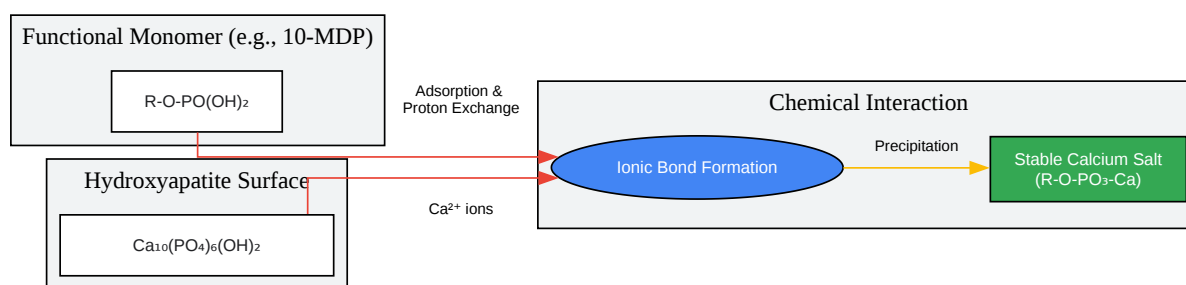 Functional Monomer (e.g., 10-MDP)
R-O-PO(OH)₂
Adsorption &
Proton Exchange
Hydroxyapatite Surface
Ca₁₀(PO₄)₆(OH)₂
Ca²⁺ ions
Chemical Interaction
Ionic Bond Formation
Precipitation
Stable Calcium Salt
(R-O-PO₃-Ca)